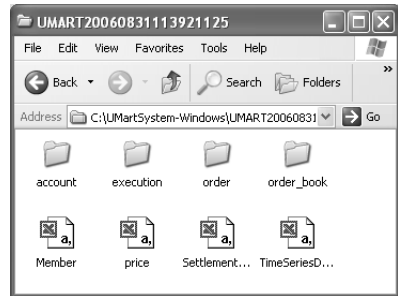 UMART20060831113921125
File Edit View Favorites Tools Help
Back Search Folders »
Address C:\UMartSystem-Windows\UMART20060831 Go
account execution order order_book
a, a, a, a,
Member price Settlement... TimeSeriesD...